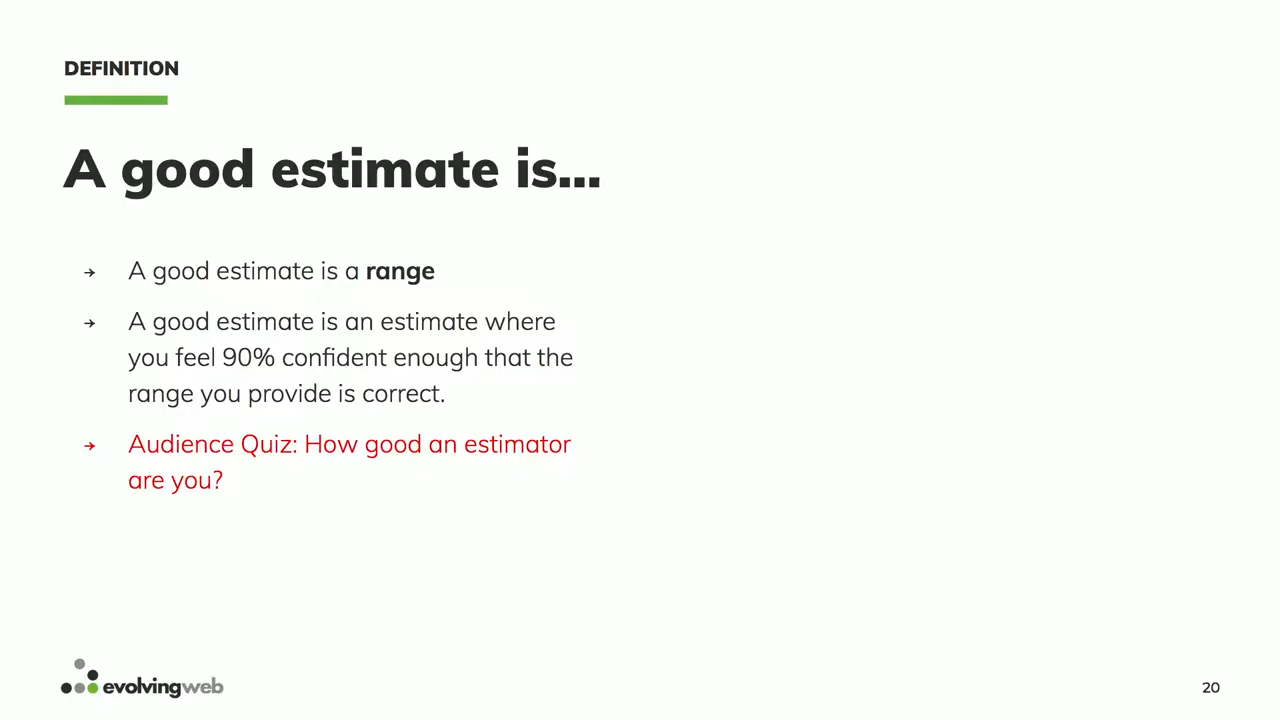 DEFINITION
A good estimate is...
→ A good estimate is a range
→ A good estimate is an estimate where
you feel 90% confident enough that the
range you provide is correct.
→ Audience Quiz: How good an estimator
are you?
evolvingweb
20